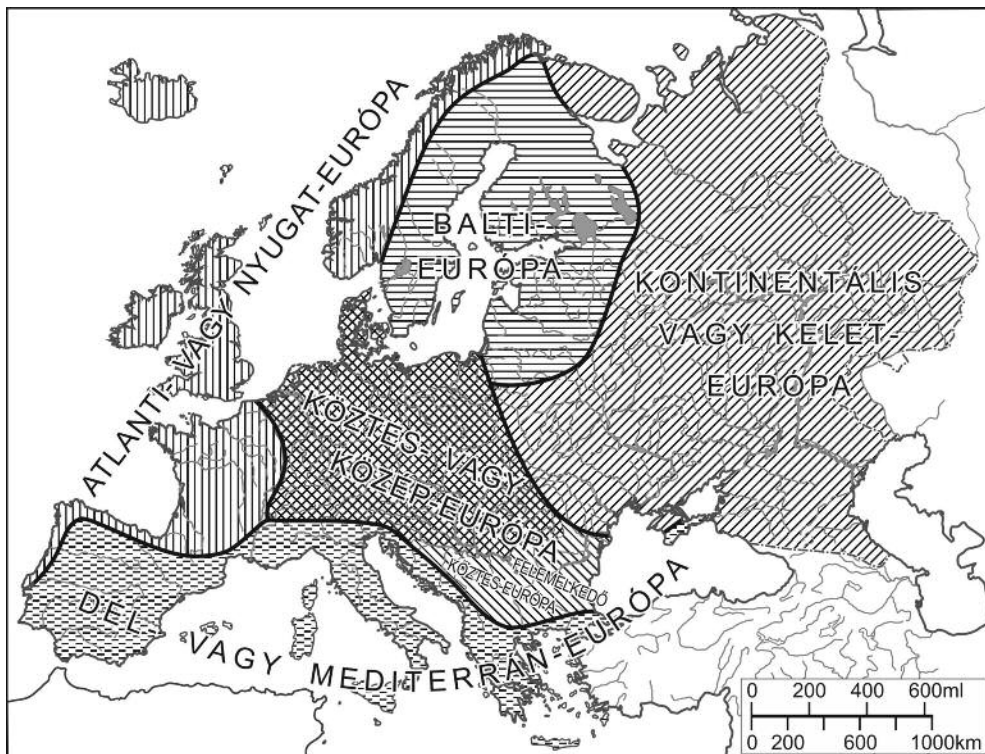 ATLANTI- VAGY NYUGAT-EURÓPA
BALTI-
EURÓPA
KONTINENTÁLIS
VAGY KELET-
EURÓPA
KÖZTES- VAGY
KÖZÉP-EURÓPA
FELEMELKEDŐ
KÖZTES-EURÓPA
DÉL VAGY MEDITERRÁN-EURÓPA
0 200 400 600ml
0 200 600 1000km